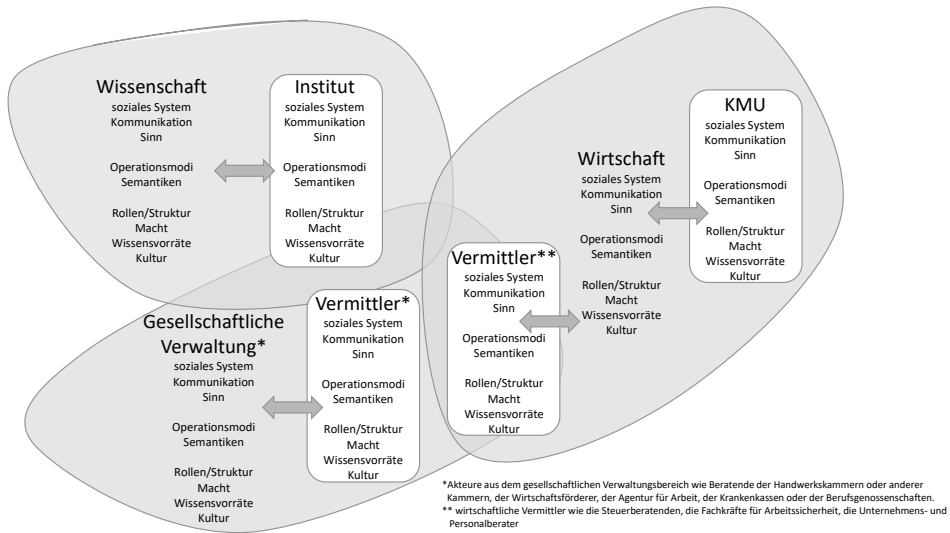 Wissenschaft
soziales System
Kommunikation
Sinn
Operationsmodi
Semantiken
Rollen/Struktur
Macht
Wissensvorräte
Kultur
Institut
soziales System
Kommunikation
Sinn
Operationsmodi
Semantiken
Rollen/Struktur
Macht
Wissensvorräte
Kultur
Wirtschaft
soziales System
Kommunikation
Sinn
Operationsmodi
Semantiken
Rollen/Struktur
Macht
Wissensvorräte
Kultur
KMU
soziales System
Kommunikation
Sinn
Operationsmodi
Semantiken
Rollen/Struktur
Macht
Wissensvorräte
Kultur
Gesellschaftliche
Verwaltung*
soziales System
Kommunikation
Sinn
Operationsmodi
Semantiken
Rollen/Struktur
Macht
Wissensvorräte
Kultur
Vermittler*
soziales System
Kommunikation
Sinn
Operationsmodi
Semantiken
Rollen/Struktur
Macht
Wissensvorräte
Kultur
Vermittler**
soziales System
Kommunikation
Sinn
Operationsmodi
Semantiken
Rollen/Struktur
Macht
Wissensvorräte
Kultur
*Akteure aus dem gesellschaftlichen Verwaltungsbereich wie Beratende der Handwerkskammern oder anderer
Kammern, der Wirtschaftsförderer, der Agentur für Arbeit, der Krankenkassen oder der Berufsgenossenschaften.
** wirtschaftliche Vermittler wie die Steuerberatenden, die Fachkräfte für Arbeitssicherheit, die Unternehmens- und
Personalberater